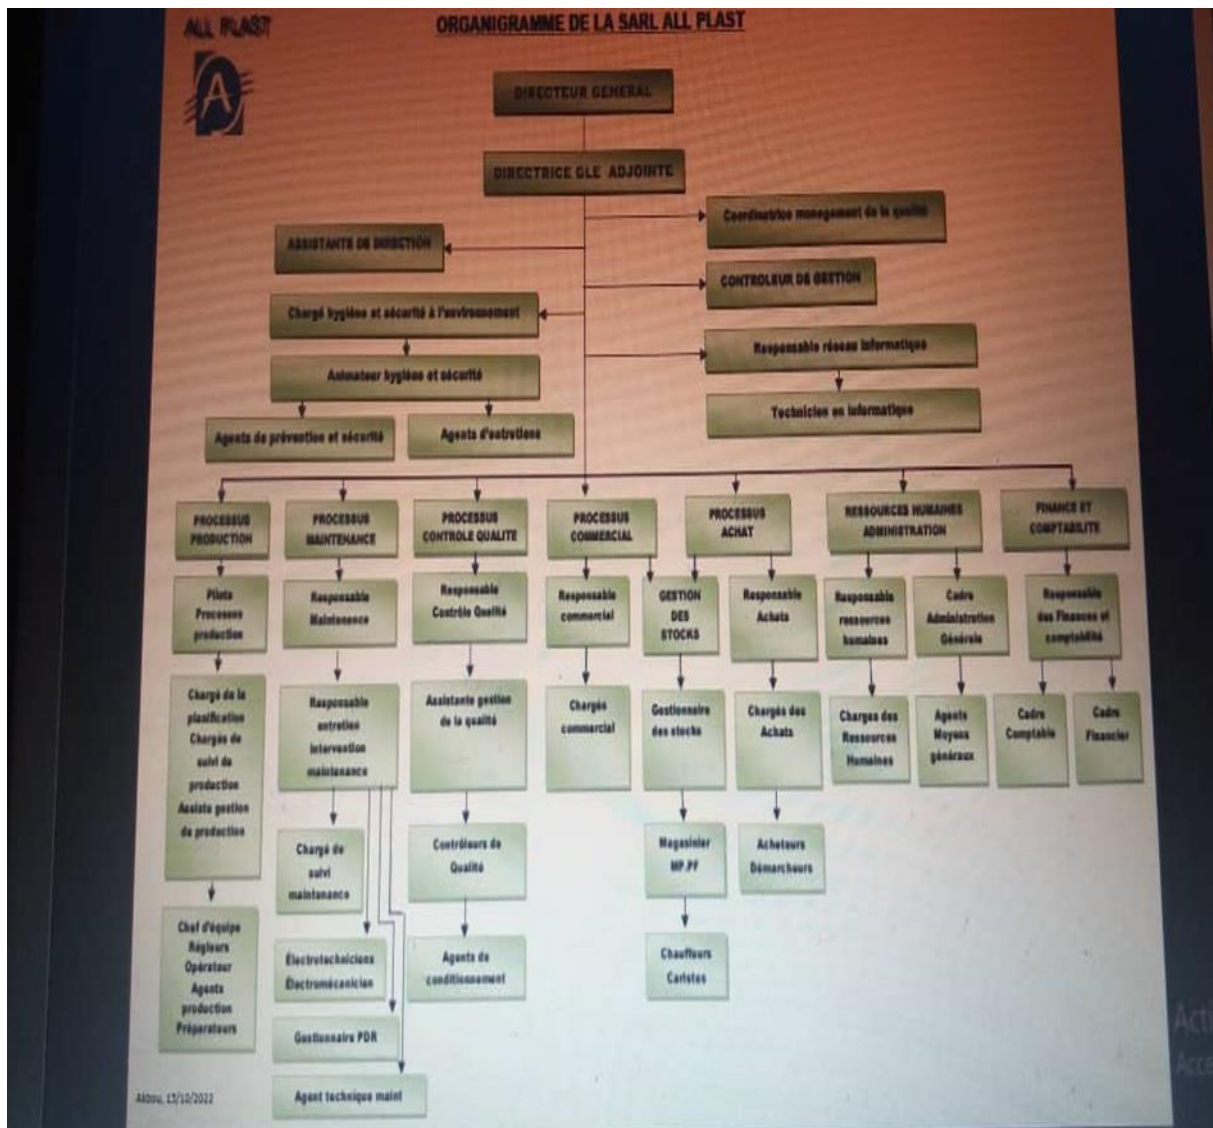 ALL PLAST
ORGANIGRAMME DE LA SARL ALL PLAST
A
DIRECTEUR GENERAL
DIRECTRICE GLE ADJOINTE
Coordinatrice management de la qualité
ASSISTANTE DE DIRECTION
CONTROLEUR DE GESTION
Chargé hygiène et sécurité à l'environnement
Responsable réseau informatique
Animateur hygiène et sécurité
Technicien en informatique
Agents de prévention et sécurité
Agents d'entretiens
PROCESSUS
PRODUCTION
PROCESSUS
MAINTENANCE
PROCESSUS
CONTROLE QUALITE
PROCESSUS
COMMERCIAL
PROCESSUS
ACHAT
RESSOURCES HUMAINES
ADMINISTRATION
FINANCE ET
COMPTABILITE
Pilote
Processus
production
Responsable
Maintenance
Responsable
Contrôle Qualité
Responsable
commercial
GESTION
DES
STOCKS
Responsable
Achats
Responsable
ressources
humaines
Cadre
Administration
Générale
Responsable
des Finances et
comptabilité
Chargé de la
planification
Chargés de
suivi de
production
Assiste gestion
de production
Responsable
entretien
intervention
maintenance
Assistante gestion
de la qualité
Chargés
commercial
Gestionnaire
des stocks
Chargés des
Achats
Charges des
Ressources
Humaines
Agents
Moyens
généraux
Cadre
Comptable
Cadre
Financier
Chargé de
suivi
maintenance
Contrôleurs de
Qualité
Magasinier
MP.PF
Acheteurs
Démarcheurs
Chef d'équipe
Régleurs
Opérateur
Agents
production
Préparateurs
Électrotechniciens
Électromécanicien
Agents de
conditionnement
Chauffeurs
Caristes
Gestionnaire PDR
Agent technique maint
Akbou, 15/10/2022